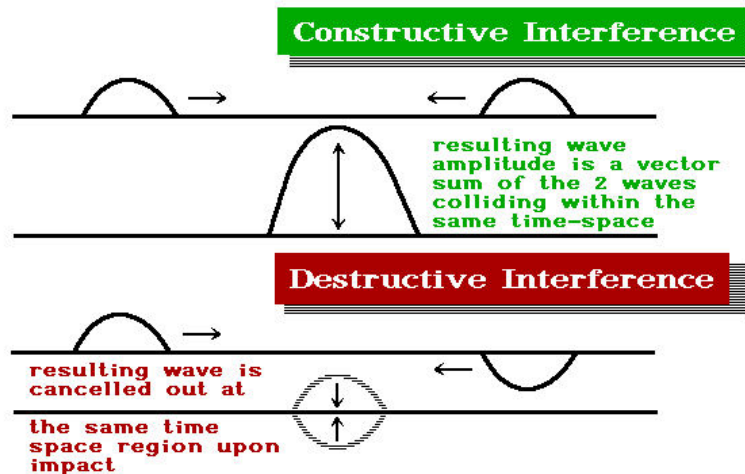 Constructive Interference
resulting wave
amplitude is a vector
sum of the 2 waves
colliding within the
same time-space
Destructive Interference
resulting wave is
cancelled out at
the same time
space region upon
impact